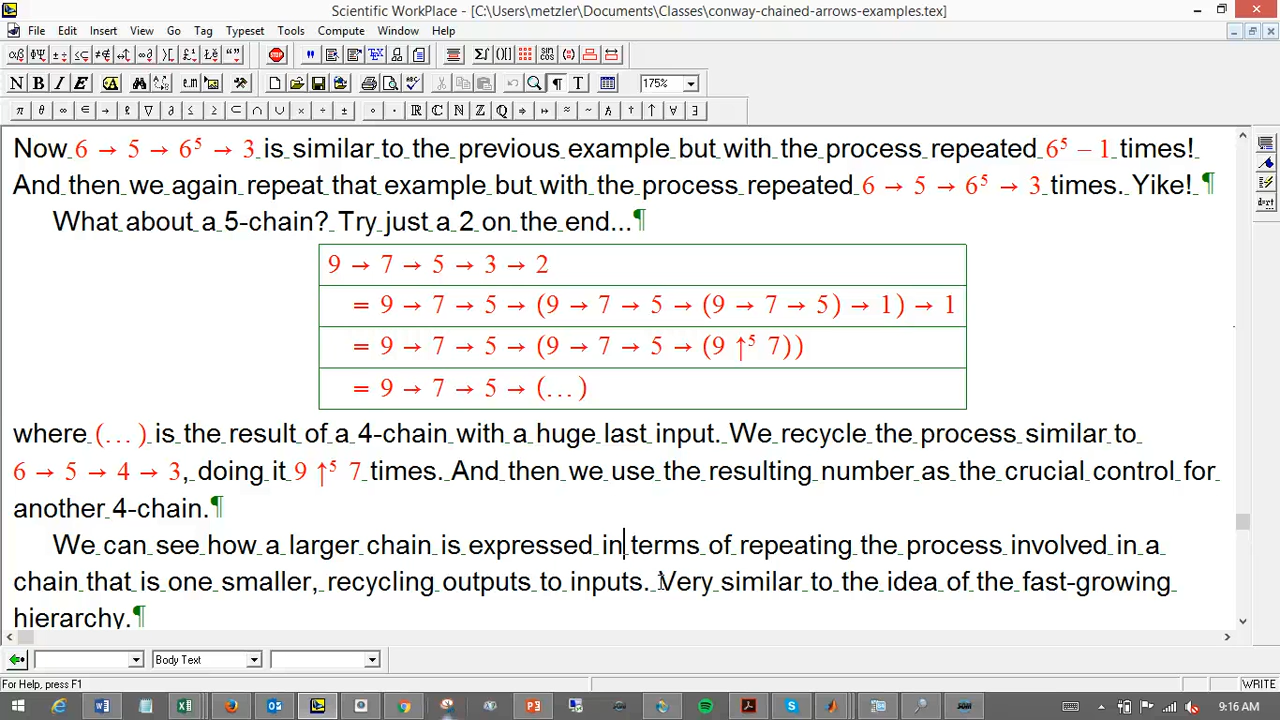 Scientific WorkPlace - [C:\Users\metzler\Documents\Classes\conway-chained-arrows-examples.tex]
File Edit Insert View Go Tag Typeset Tools Compute Window Help
175%
Now 6 → 5 → 6⁵ → 3 is similar to the previous example but with the process repeated 6⁵ − 1 times!
And then we again repeat that example but with the process repeated 6 → 5 → 6⁵ → 3 times. Yike! ¶
What about a 5-chain? Try just a 2 on the end...¶
9 → 7 → 5 → 3 → 2
= 9 → 7 → 5 → (9 → 7 → 5 → (9 → 7 → 5) → 1) → 1
= 9 → 7 → 5 → (9 → 7 → 5 → (9 ↑⁵ 7))
= 9 → 7 → 5 → (...)
where (...) is the result of a 4-chain with a huge last input. We recycle the process similar to
6 → 5 → 4 → 3, doing it 9 ↑⁵ 7 times. And then we use the resulting number as the crucial control for
another 4-chain.¶
We can see how a larger chain is expressed in terms of repeating the process involved in a
chain that is one smaller, recycling outputs to inputs. Very similar to the idea of the fast-growing
hierarchy.¶
Body Text
For Help, press F1
WRITE
9:16 AM